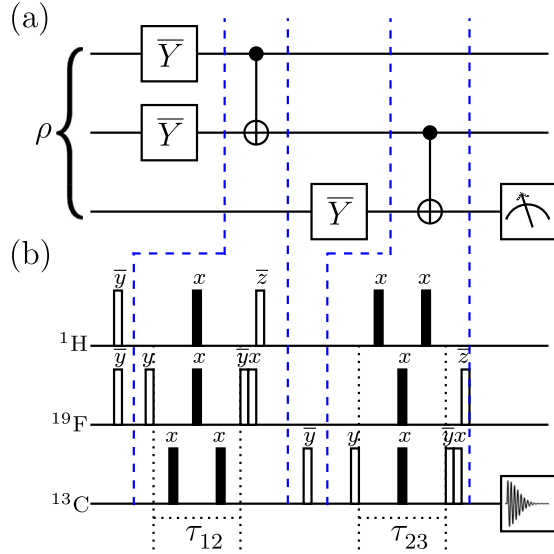 (a)
Y̅
ρ
Y̅
Y̅
(b)
y̅ x z̅
¹H
x x
y̅ y x y̅ x
¹⁹F
x z̅
x x
¹³C
y̅ y x y̅ x
τ₁₂ τ₂₃